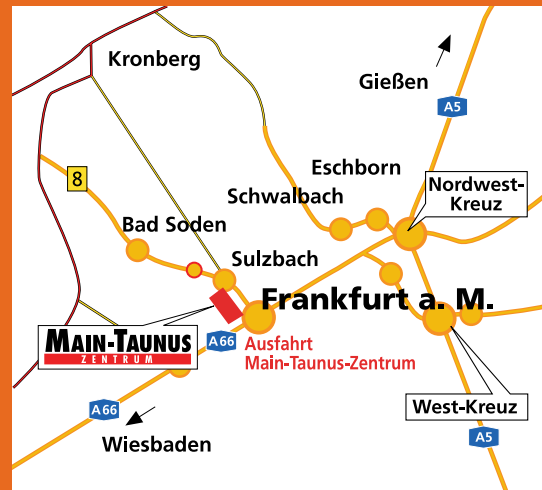 Kronberg
Gießen
A5
Eschborn
8
Schwalbach
Nordwest-
Kreuz
Bad Soden
Sulzbach
Frankfurt a. M.
MAIN-TAUNUS
ZENTRUM
A66
Ausfahrt
Main-Taunus-Zentrum
A66
West-Kreuz
Wiesbaden
A5